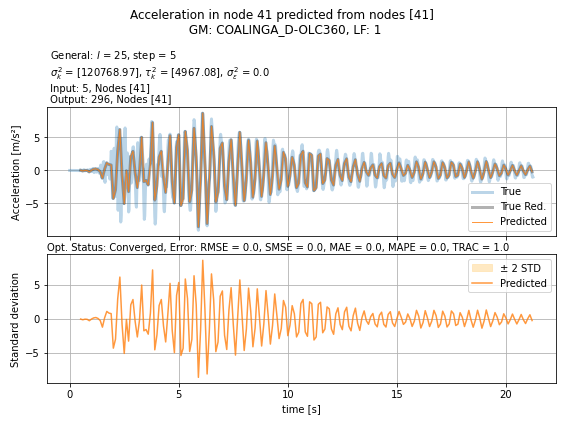 Acceleration in node 41 predicted from nodes [41]
GM: COALINGA_D-OLC360, LF: 1
General: l = 25, step = 5
σ²_k = [120768.97], τ²_k = [4967.08], σ²_ε = 0.0
Input: 5, Nodes [41]
Output: 296, Nodes [41]
Acceleration [m/s²]
5
0
−5
True
True Red.
Predicted
Opt. Status: Converged, Error: RMSE = 0.0, SMSE = 0.0, MAE = 0.0, MAPE = 0.0, TRAC = 1.0
Standard deviation
5
0
−5
± 2 STD
Predicted
0 5 10 15 20
time [s]